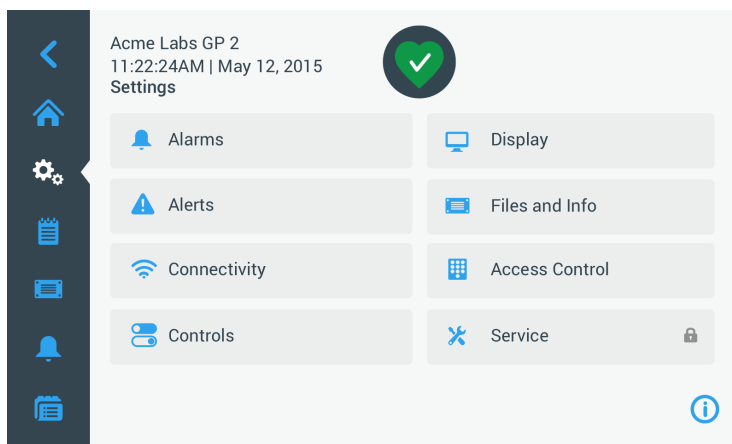 Acme Labs GP 2
11:22:24AM | May 12, 2015
Settings
Alarms
Display
Alerts
Files and Info
Connectivity
Access Control
Controls
Service